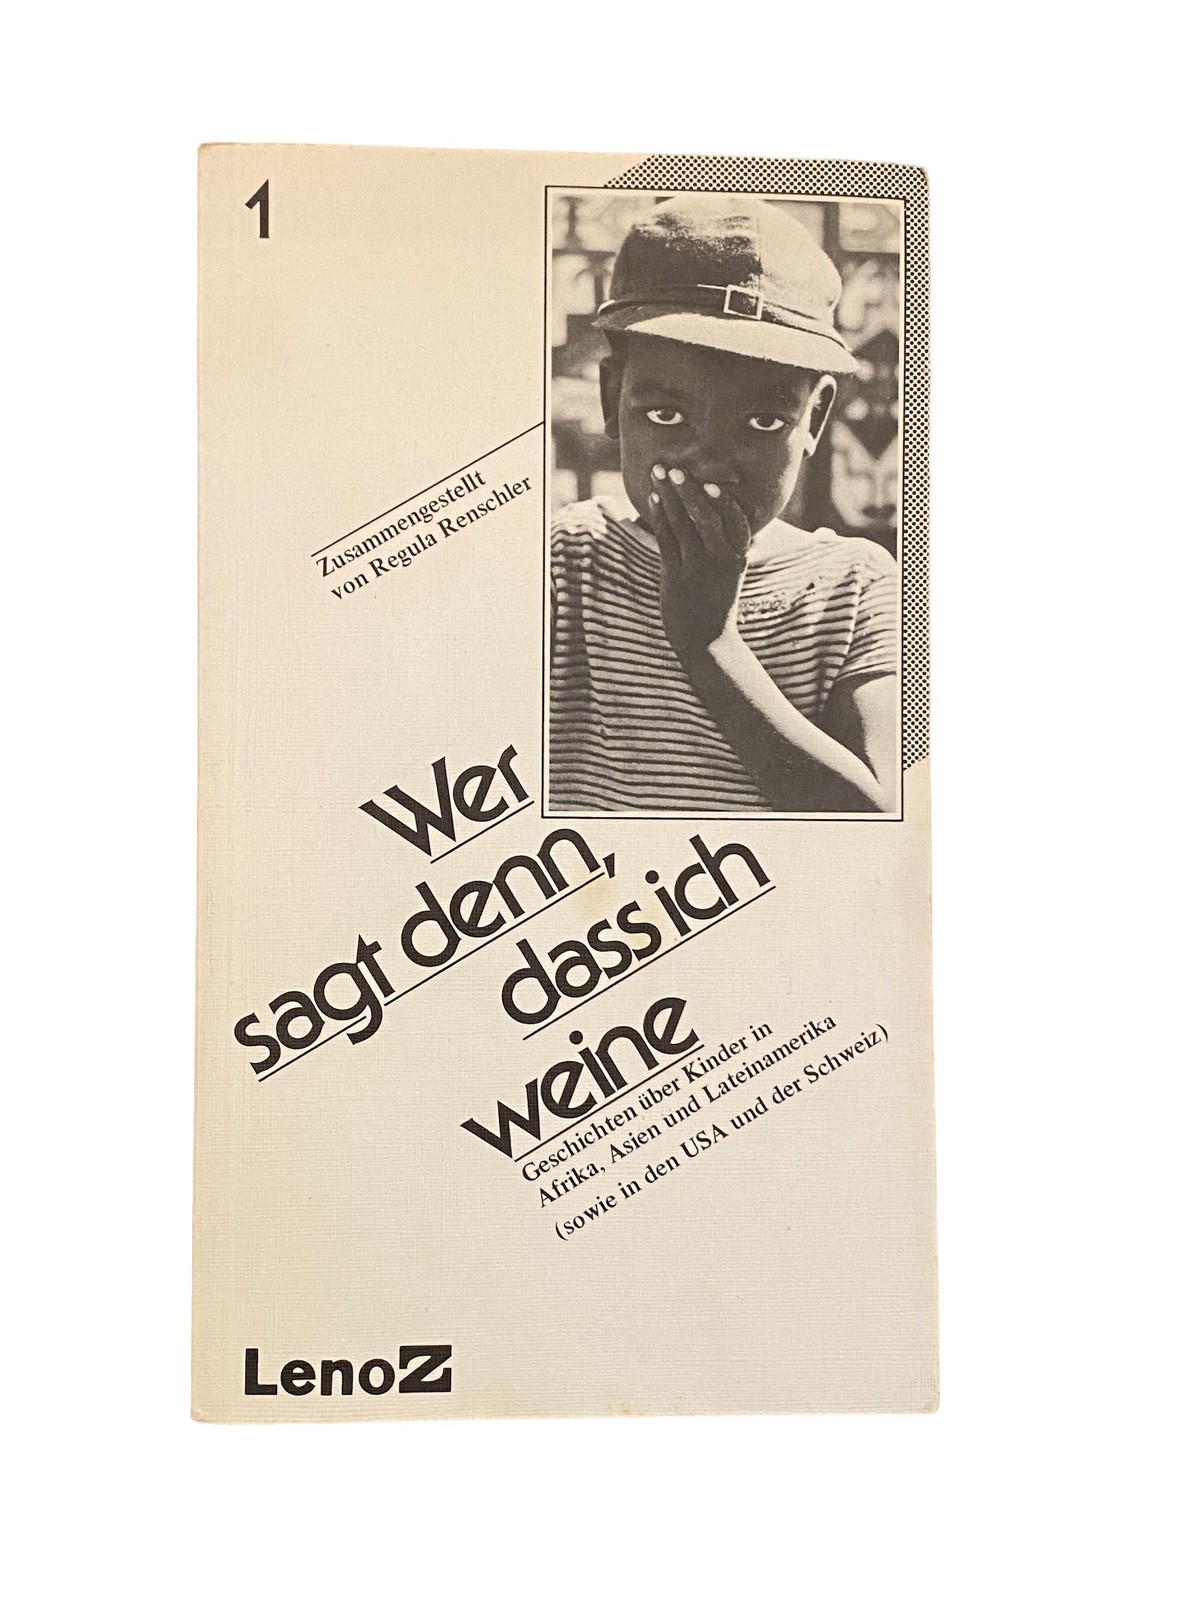 1
Zusammengestellt
von Regula Renschler
Wer
sagt denn,
dass ich
weine
Geschichten über Kinder in
Afrika, Asien und Lateinamerika
(sowie in den USA und der Schweiz)
LenoZ